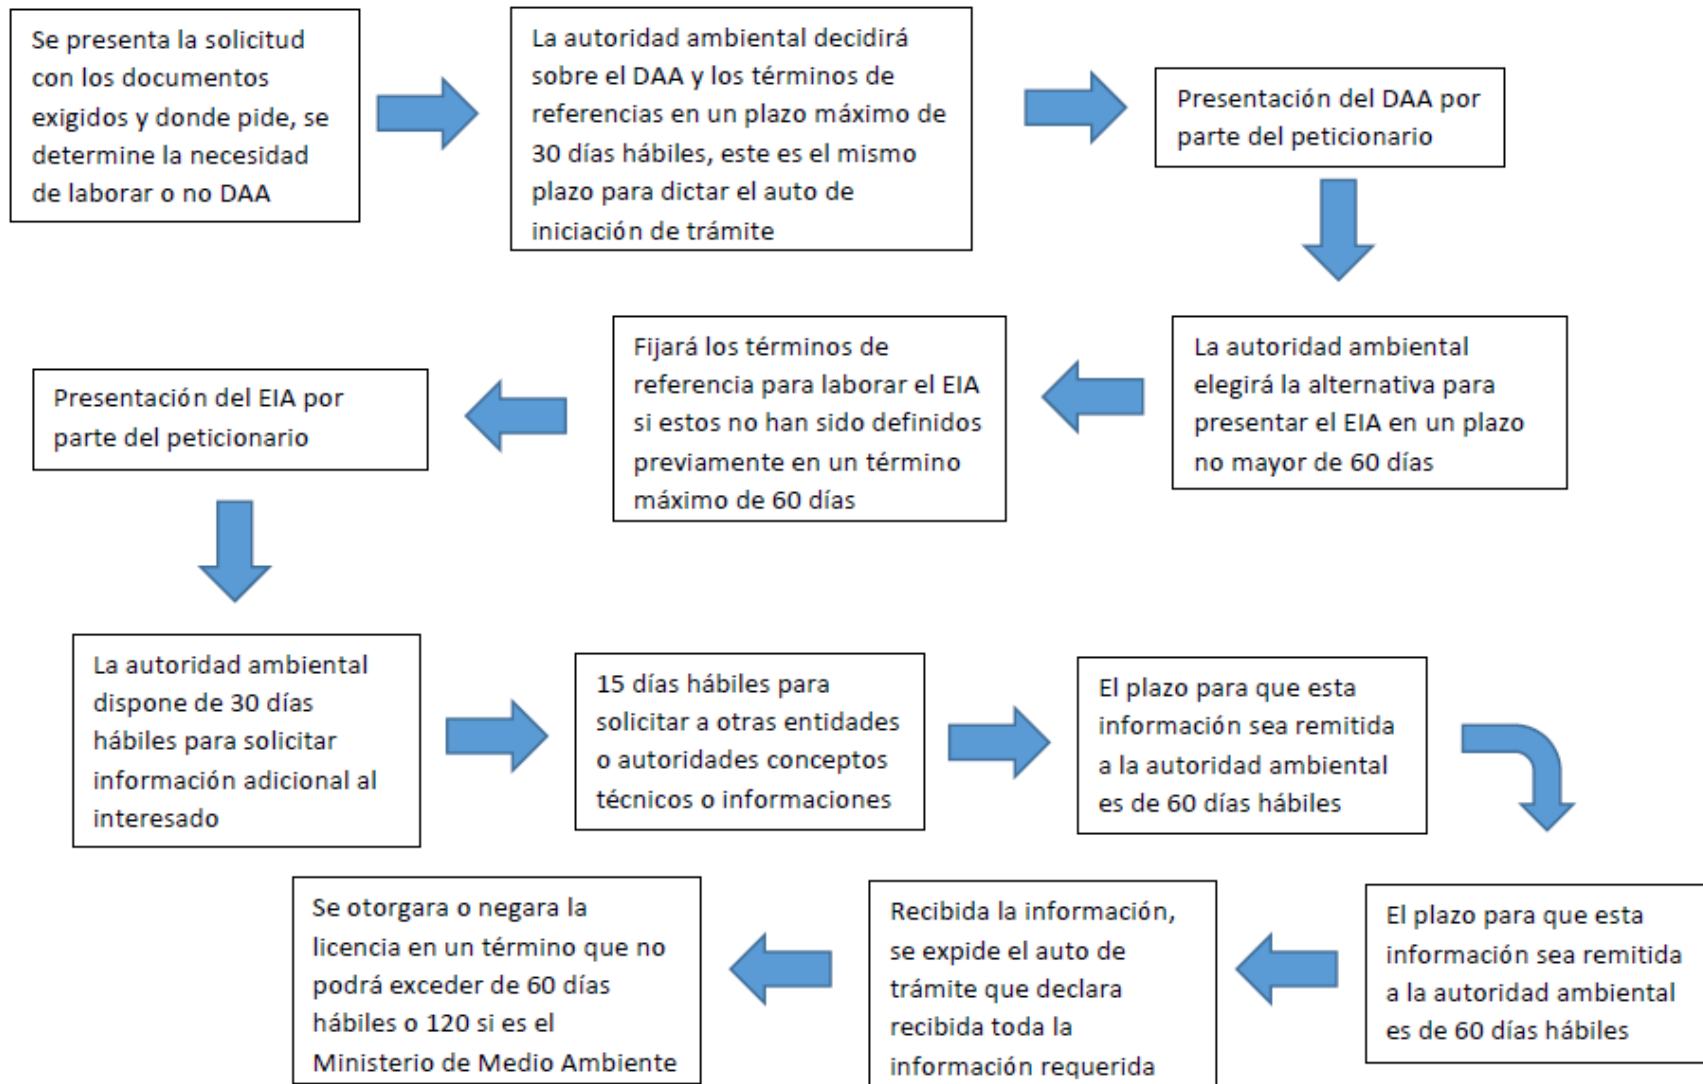 Se presenta la solicitud
con los documentos
exigidos y donde pide, se
determine la necesidad
de laborar o no DAA
La autoridad ambiental decidirá
sobre el DAA y los términos de
referencias en un plazo máximo de
30 días hábiles, este es el mismo
plazo para dictar el auto de
iniciación de trámite
Presentación del DAA por
parte del peticionario
La autoridad ambiental
elegirá la alternativa para
presentar el EIA en un plazo
no mayor de 60 días
Fijará los términos de
referencia para laborar el EIA
si estos no han sido definidos
previamente en un término
máximo de 60 días
Presentación del EIA por
parte del peticionario
La autoridad ambiental
dispone de 30 días
hábiles para solicitar
información adicional al
interesado
15 días hábiles para
solicitar a otras entidades
o autoridades conceptos
técnicos o informaciones
El plazo para que esta
información sea remitida
a la autoridad ambiental
es de 60 días hábiles
El plazo para que esta
información sea remitida
a la autoridad ambiental
es de 60 días hábiles
Recibida la información,
se expide el auto de
trámite que declara
recibida toda la
información requerida
Se otorgara o negara la
licencia en un término que no
podrá exceder de 60 días
hábiles o 120 si es el
Ministerio de Medio Ambiente